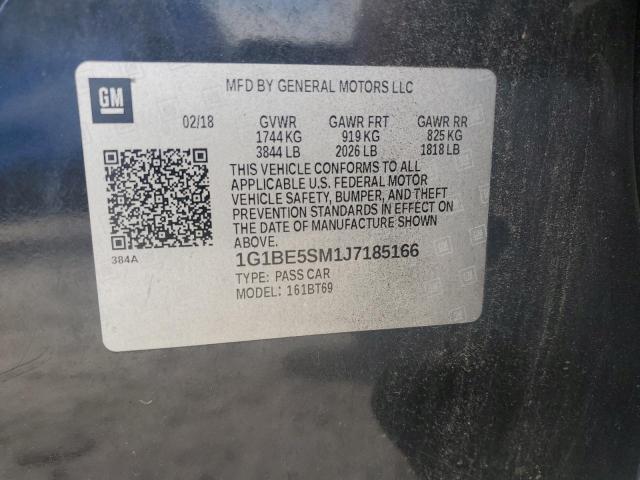 GM
MFD BY GENERAL MOTORS LLC
02/18 GVWR GAWR FRT GAWR RR
1744 KG 919 KG 825 KG
3844 LB 2026 LB 1818 LB
THIS VEHICLE CONFORMS TO ALL
APPLICABLE U.S. FEDERAL MOTOR
VEHICLE SAFETY, BUMPER, AND THEFT
PREVENTION STANDARDS IN EFFECT ON
THE DATE OF MANUFACTURE SHOWN
ABOVE.
384A
1G1BE5SM1J7185166
TYPE: PASS CAR
MODEL: 161BT69